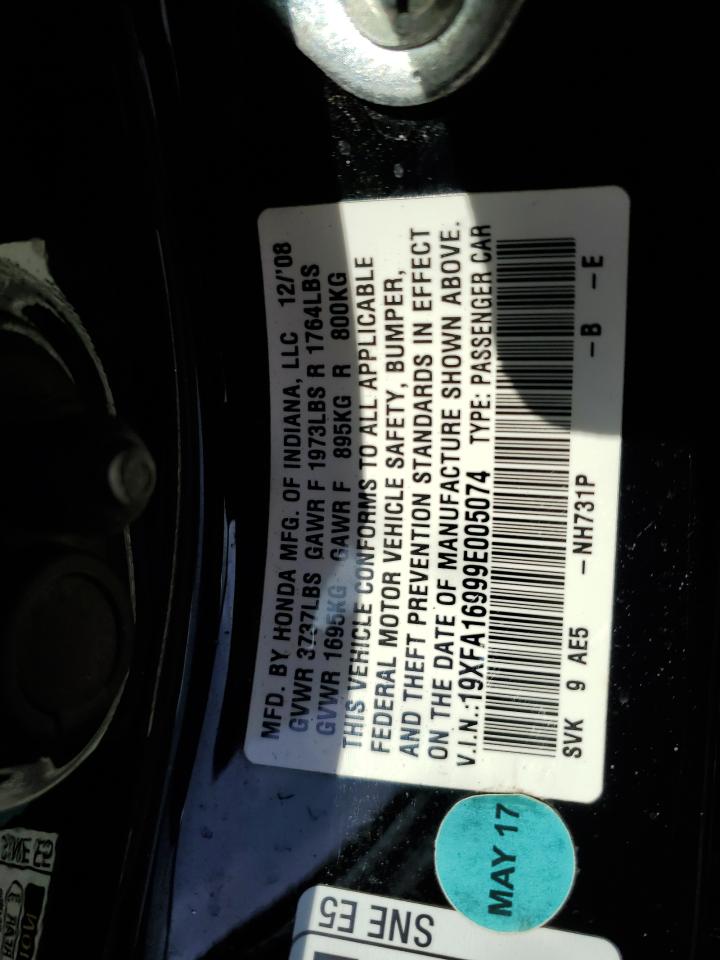 MFD. BY HONDA MFG. OF INDIANA, LLC 12/'08
GVWR 3737LBS GAWR F 1973LBS R 1764LBS
GVWR 1695KG GAWR F 895KG R 800KG
THIS VEHICLE CONFORMS TO ALL APPLICABLE
FEDERAL MOTOR VEHICLE SAFETY, BUMPER,
AND THEFT PREVENTION STANDARDS IN EFFECT
ON THE DATE OF MANUFACTURE SHOWN ABOVE.
V.I.N.:19XFA16999E005074 TYPE: PASSENGER CAR
SVK 9 AE5 –NH731P –B –E
MAY 17
SNE E5